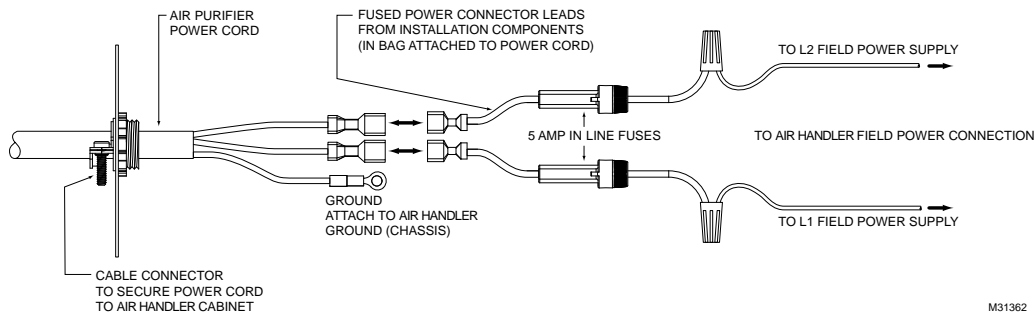 AIR PURIFIER
POWER CORD
FUSED POWER CONNECTOR LEADS
FROM INSTALLATION COMPONENTS
(IN BAG ATTACHED TO POWER CORD)
TO L2 FIELD POWER SUPPLY
5 AMP IN LINE FUSES
TO AIR HANDLER FIELD POWER CONNECTION
GROUND
ATTACH TO AIR HANDLER
GROUND (CHASSIS)
TO L1 FIELD POWER SUPPLY
CABLE CONNECTOR
TO SECURE POWER CORD
TO AIR HANDLER CABINET
M31362